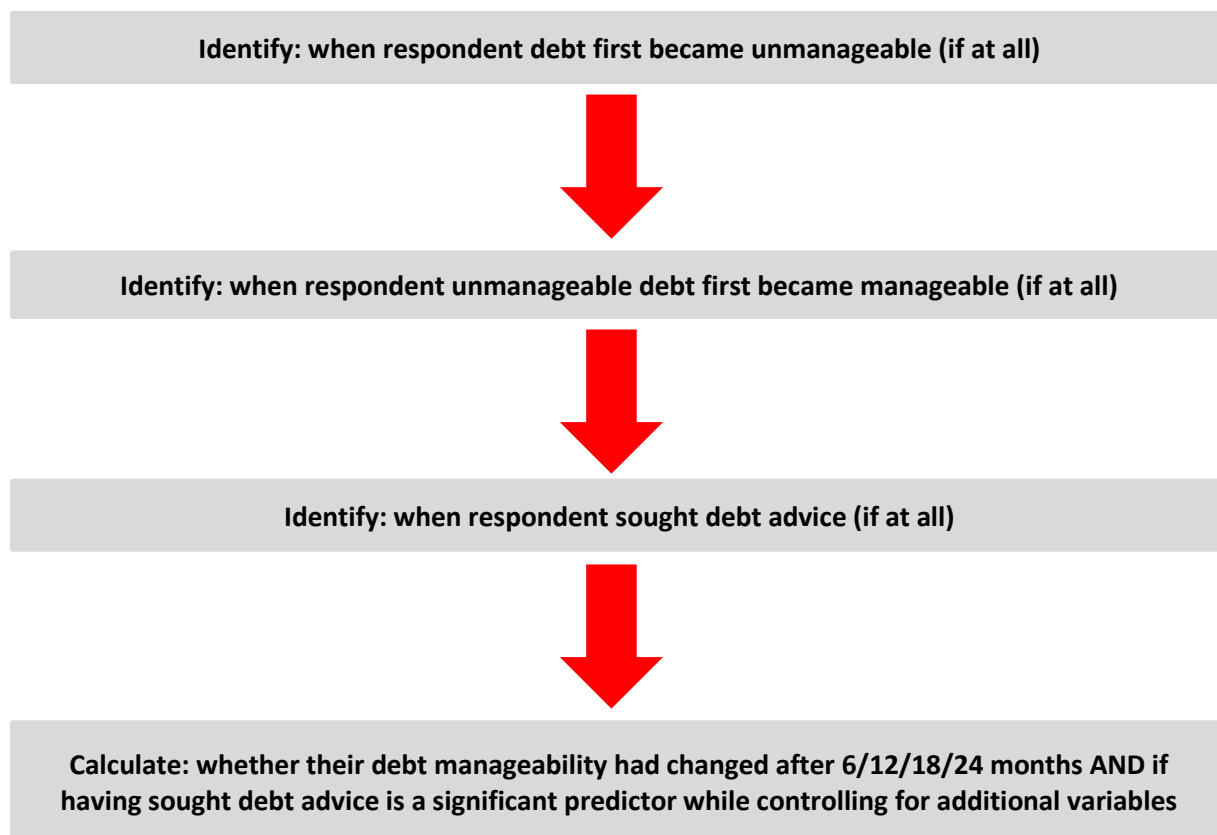 Identify: when respondent debt first became unmanageable (if at all)
Identify: when respondent unmanageable debt first became manageable (if at all)
Identify: when respondent sought debt advice (if at all)
Calculate: whether their debt manageability had changed after 6/12/18/24 months AND if
having sought debt advice is a significant predictor while controlling for additional variables